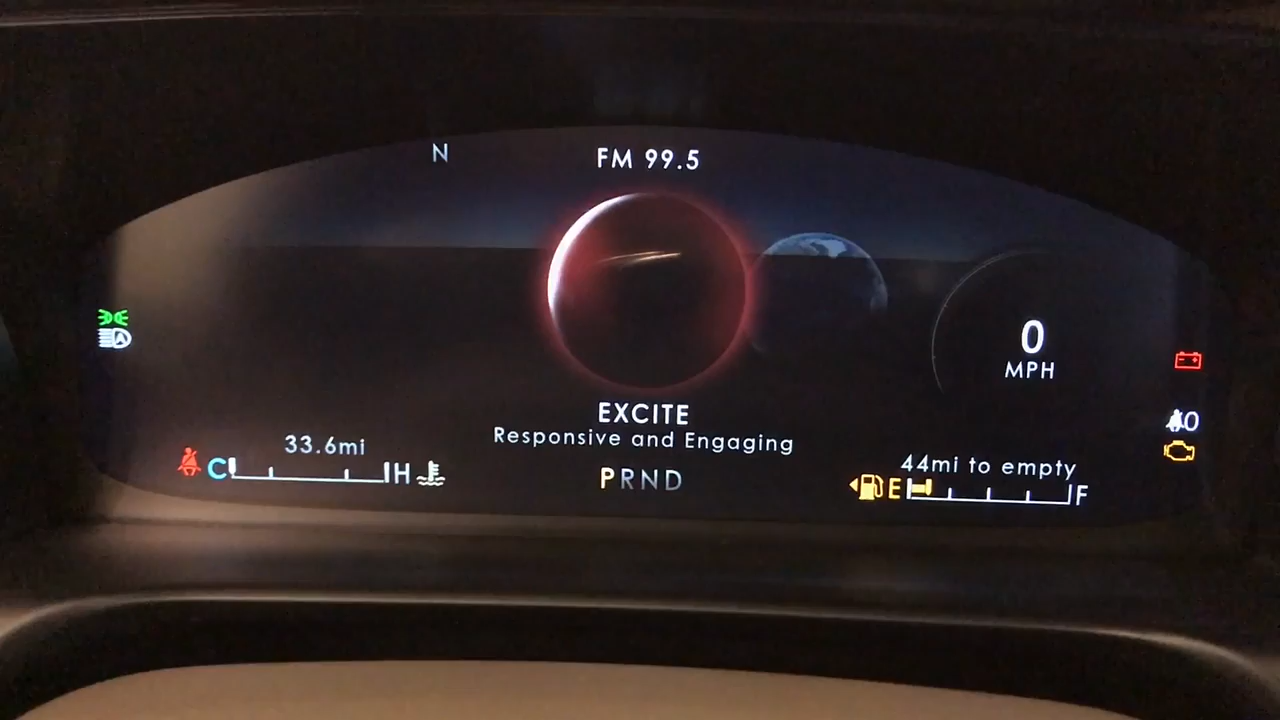 N
FM 99.5
0
MPH
EXCITE
Responsive and Engaging
33.6mi
C H
PRND
44mi to empty
E F